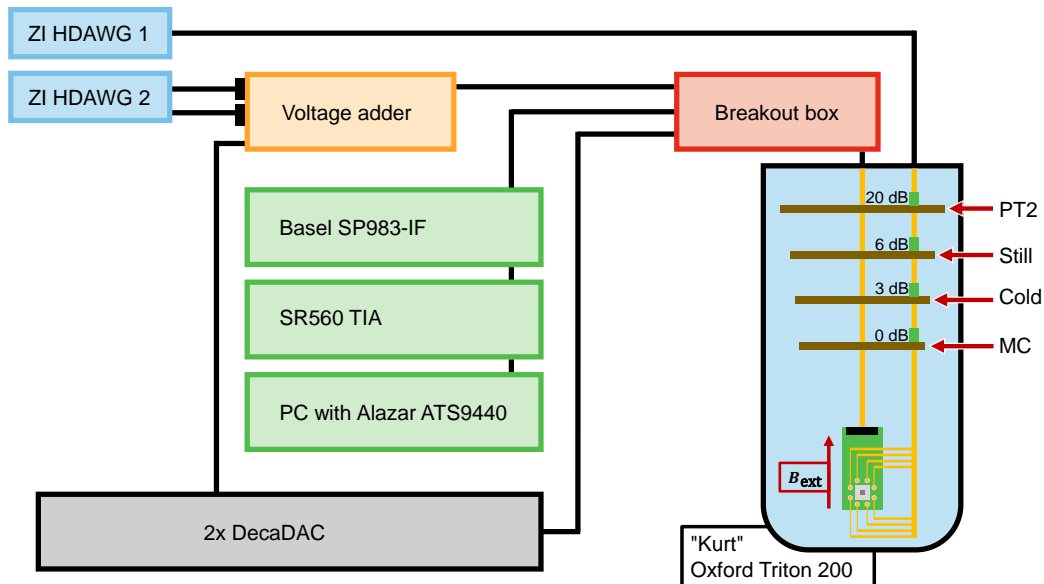 ZI HDAWG 1
ZI HDAWG 2
Voltage adder
Breakout box
Basel SP983-IF
SR560 TIA
PC with Alazar ATS9440
2x DecaDAC
20 dB
PT2
6 dB
Still
3 dB
Cold
0 dB
MC
Bext
"Kurt"
Oxford Triton 200